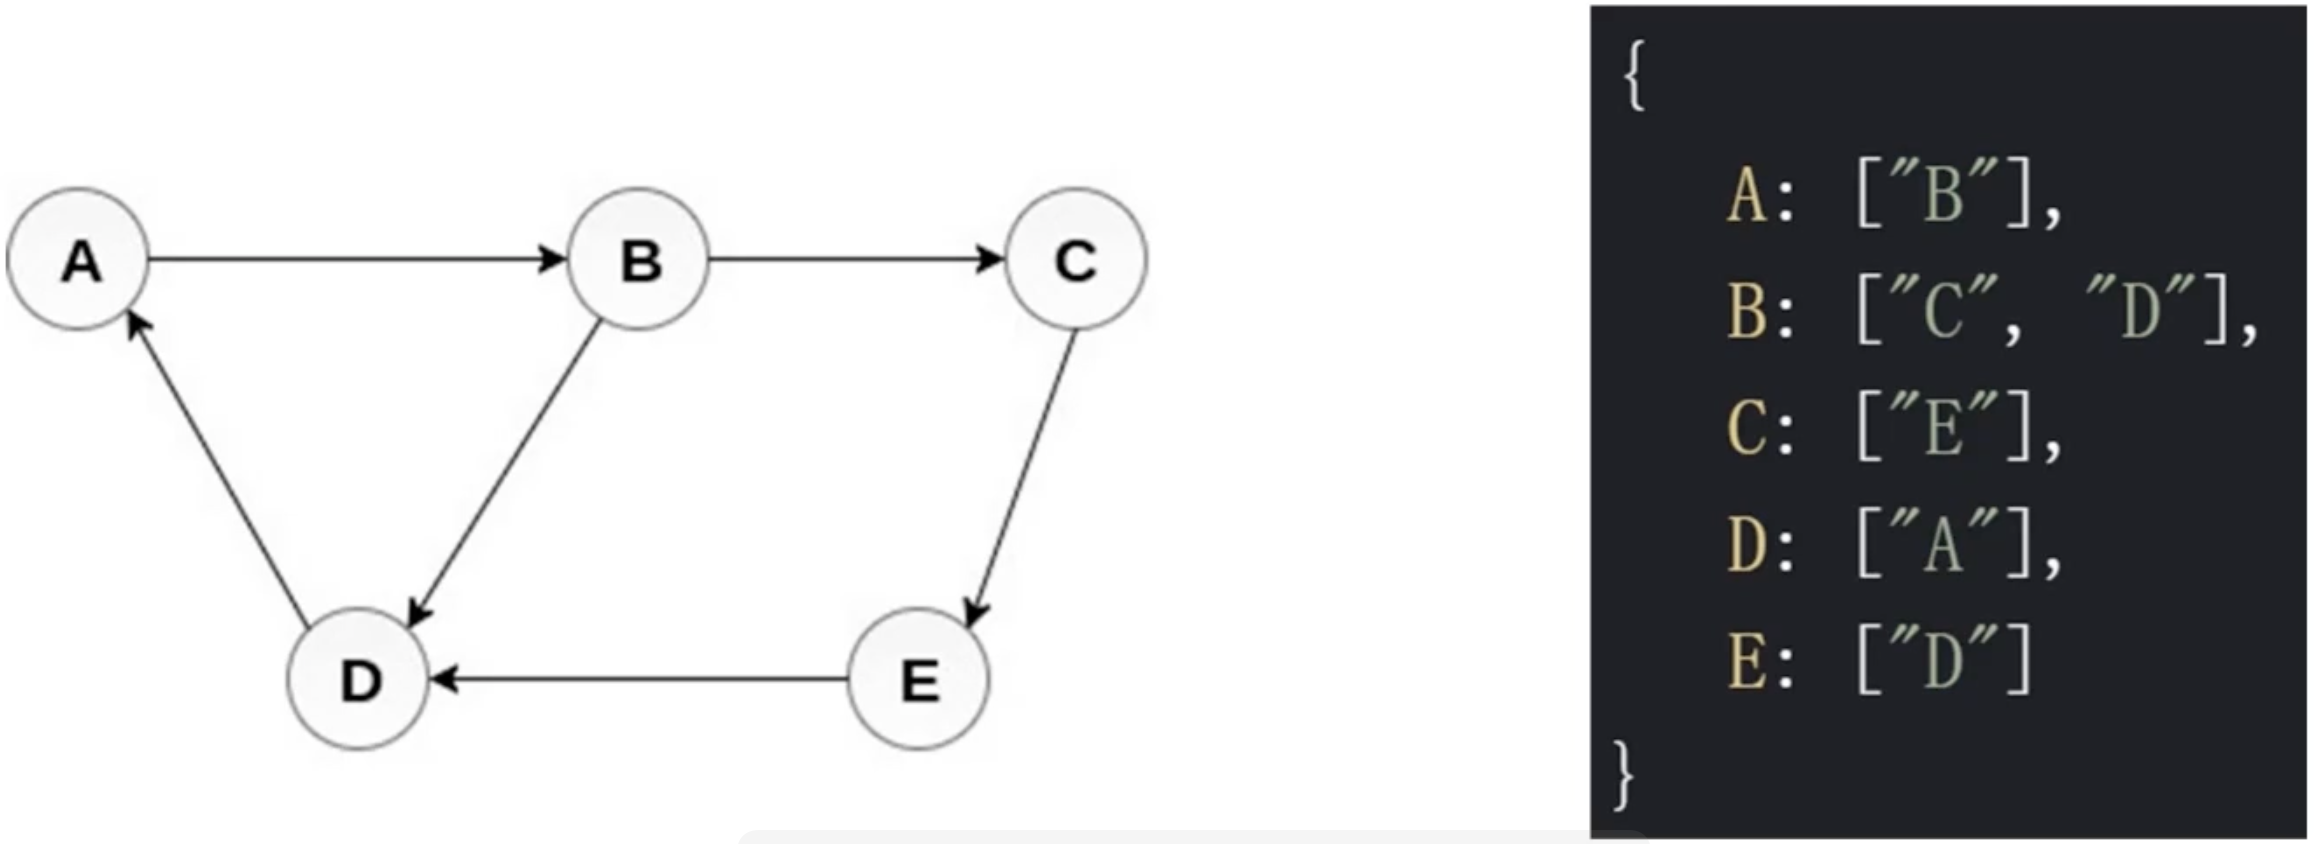 A
B
C
D
E
{
A: ["B"],
B: ["C", "D"],
C: ["E"],
D: ["A"],
E: ["D"]
}